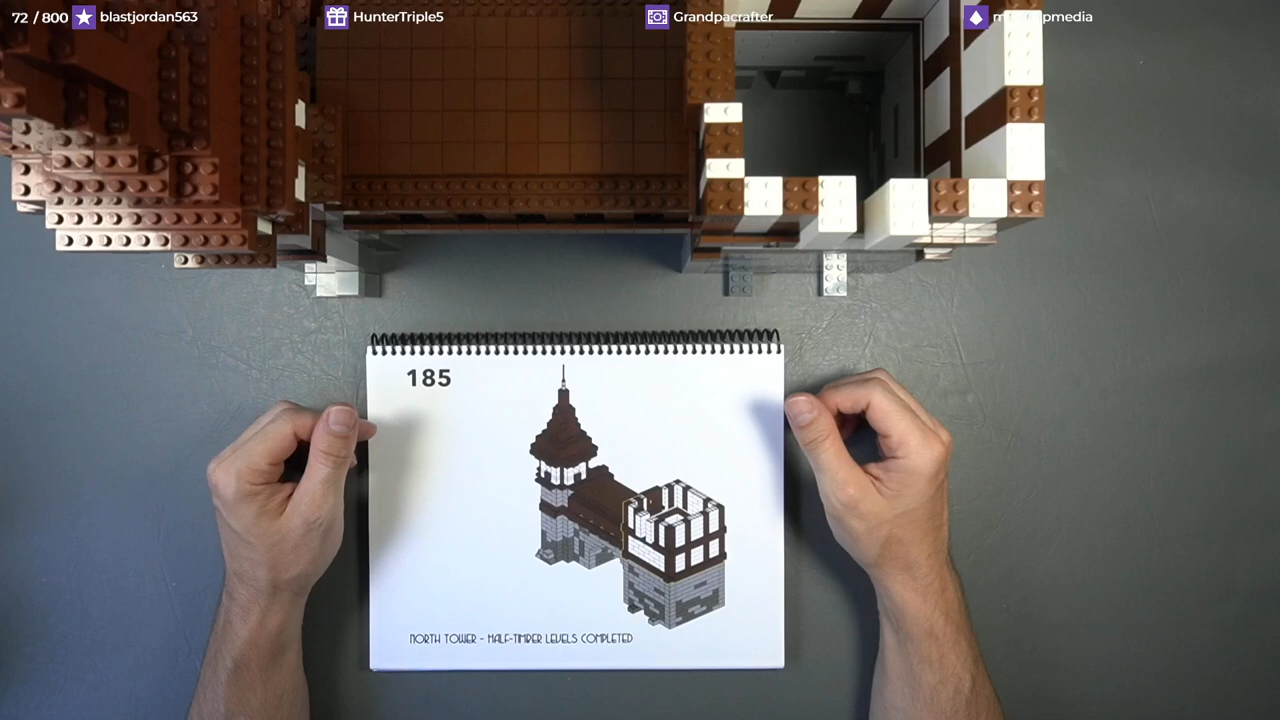 72 / 800 blastjordan563 HunterTriple5 Grandpacrafter
185
NORTH TOWER - HALF-TIMBER LEVELS COMPLETED